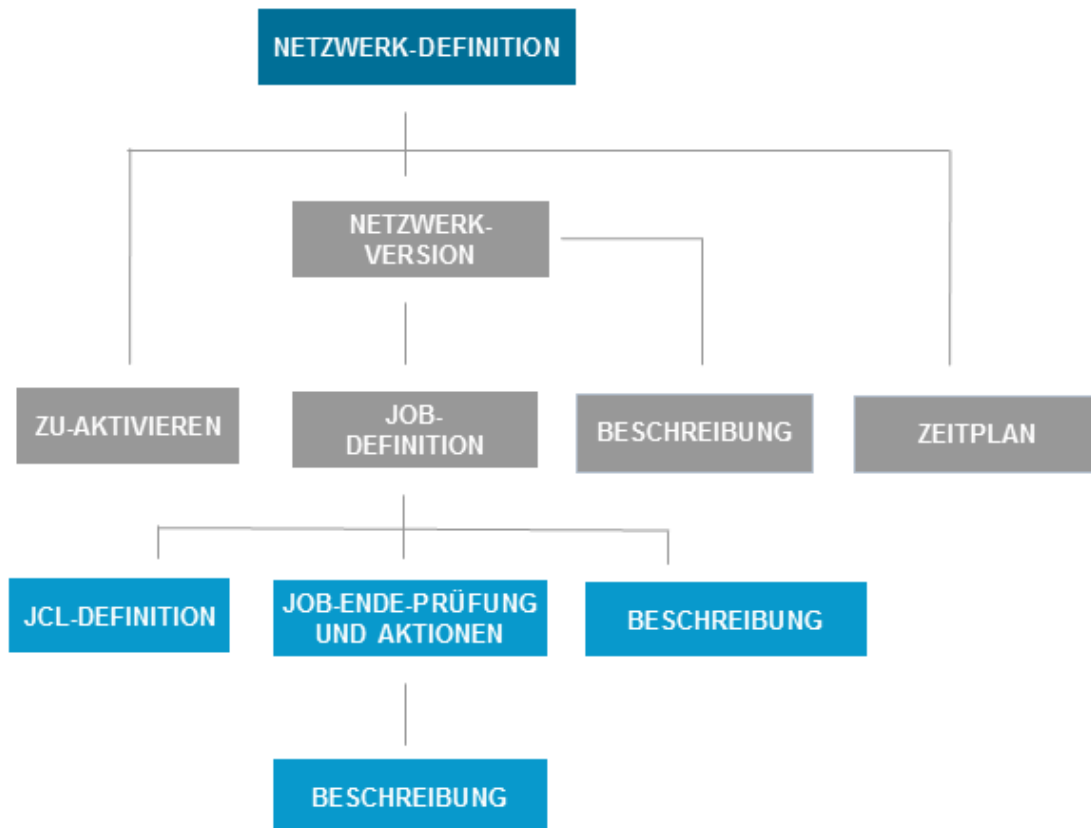 NETZWERK-DEFINITION
NETZWERK-
VERSION
ZU-AKTIVIEREN
JOB-
DEFINITION
BESCHREIBUNG
ZEITPLAN
JCL-DEFINITION
JOB-ENDE-PRÜFUNG
UND AKTIONEN
BESCHREIBUNG
BESCHREIBUNG